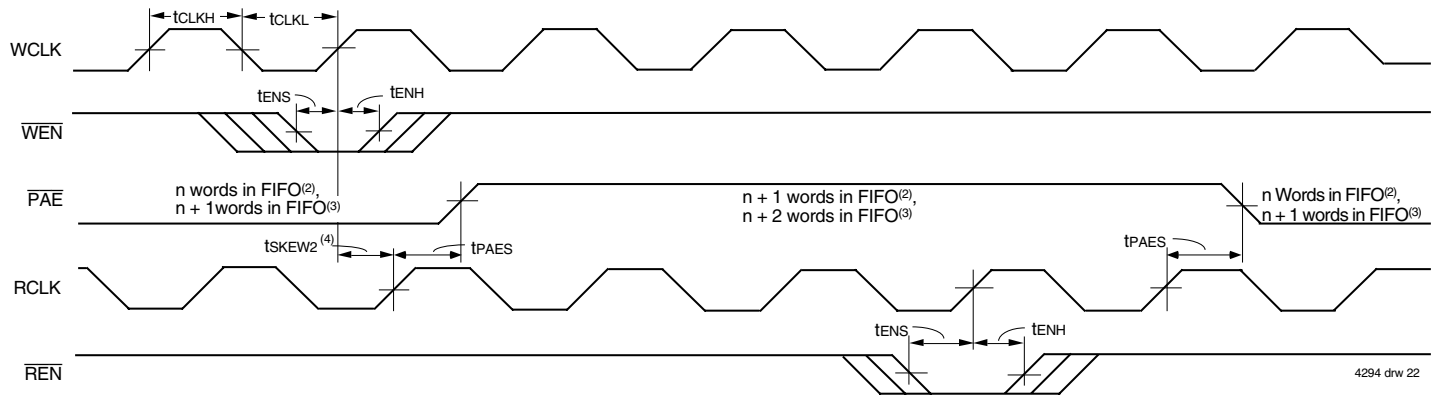 tCLKH
tCLKL
WCLK
tENS
tENH
WEN
PAE
n words in FIFO(2),
n + 1words in FIFO(3)
n + 1 words in FIFO(2),
n + 2 words in FIFO(3)
n Words in FIFO(2),
n + 1 words in FIFO(3)
tSKEW2 (4)
tPAES
tPAES
RCLK
tENS
tENH
REN
4294 drw 22